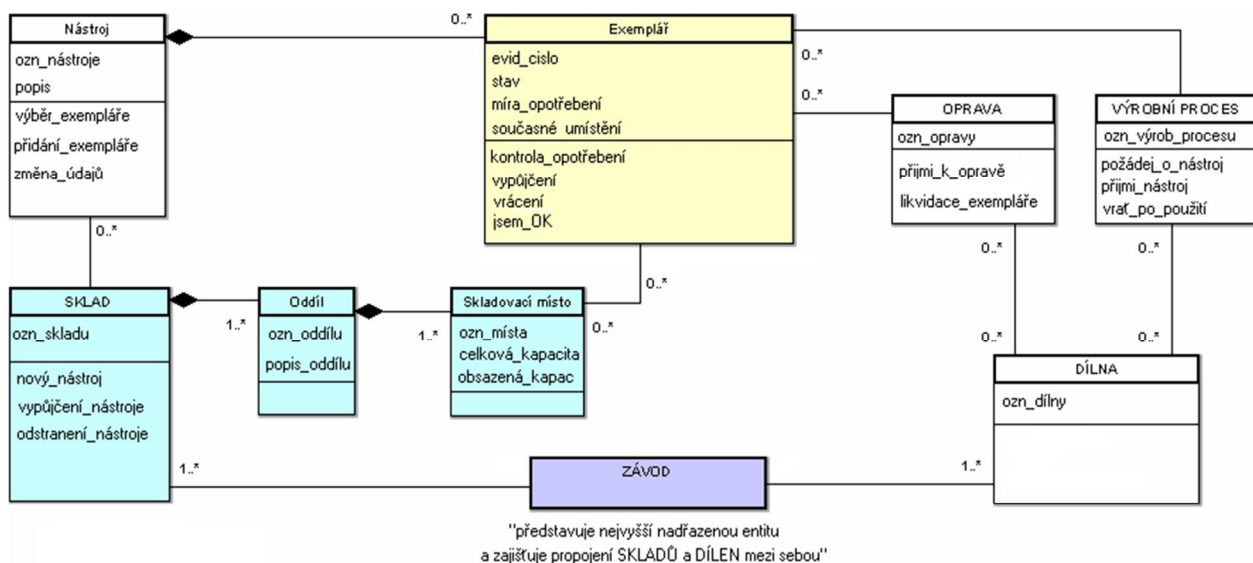 Nástroj
ozn_nástroje
popis
výběr_exempláře
přidání_exempláře
změna_údajů
0..*
Exemplář
evid_cislo
stav
míra_opotřebení
současné_umístění
kontrola_opotřebení
vypůjčení
vrácení
jsem_OK
0..*
0..*
OPRAVA
ozn_opravy
přijmi_k_opravě
likvidace_exempláře
VÝROBNÍ PROCES
ozn_výrob_procesu
požádej_o_nástroj
přijmi_nástroj
vrať_po_použití
0..*
0..*
0..*
0..*
SKLAD
ozn_skladu
nový_nástroj
vypůjčení_nástroje
odstranení_nástroje
1..*
Oddíl
ozn_oddílu
popis_oddílu
1..*
Skladovací místo
ozn_místa
celková_kapacita
obsazená_kapac
0..*
0..*
0..*
DÍLNA
ozn_dílny
1..*
ZÁVOD
1..*
"představuje nejvyšší nadřazenou entitu
a zajišťuje propojení SKLADŮ a DÍLEN mezi sebou"